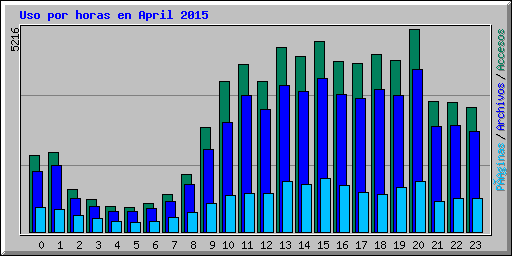 Uso por horas en April 2015
5216
PÃginas / Archivos / Accesos
0 1 2 3 4 5 6 7 8 9 10 11 12 13 14 15 16 17 18 19 20 21 22 23